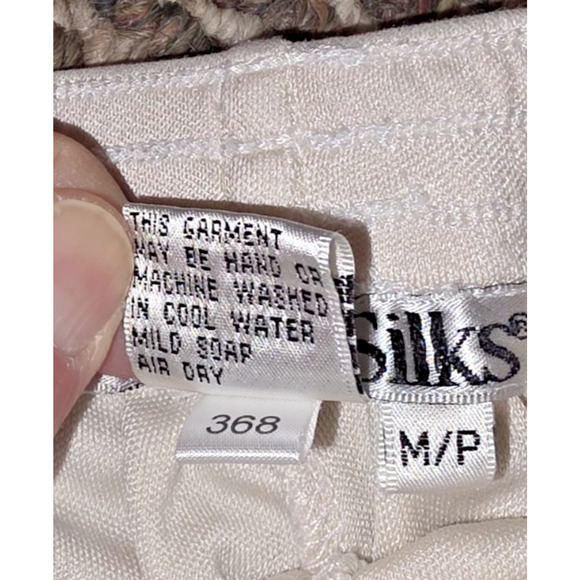 THIS GARMENT
MAY BE HAND OR
MACHINE WASHED
IN COOL WATER
MILD SOAP
AIR DRY
Silks®
368
M/P